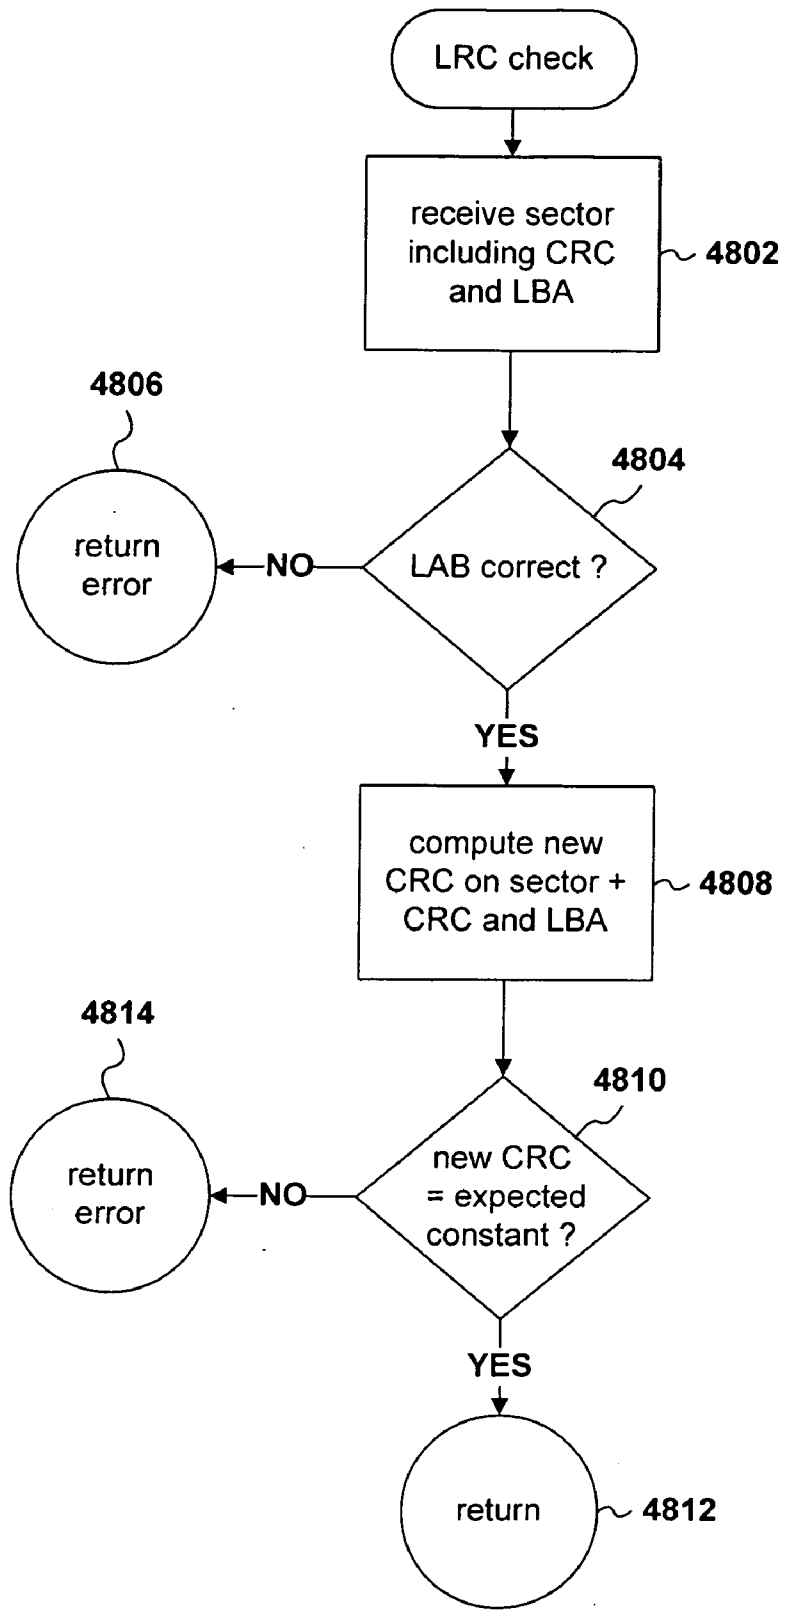 LRC check
receive sector
including CRC
and LBA
4802
4806
4804
return
error
NO
LAB correct ?
YES
compute new
CRC on sector +
CRC and LBA
4808
4814
4810
return
error
NO
new CRC
= expected
constant ?
YES
return
4812